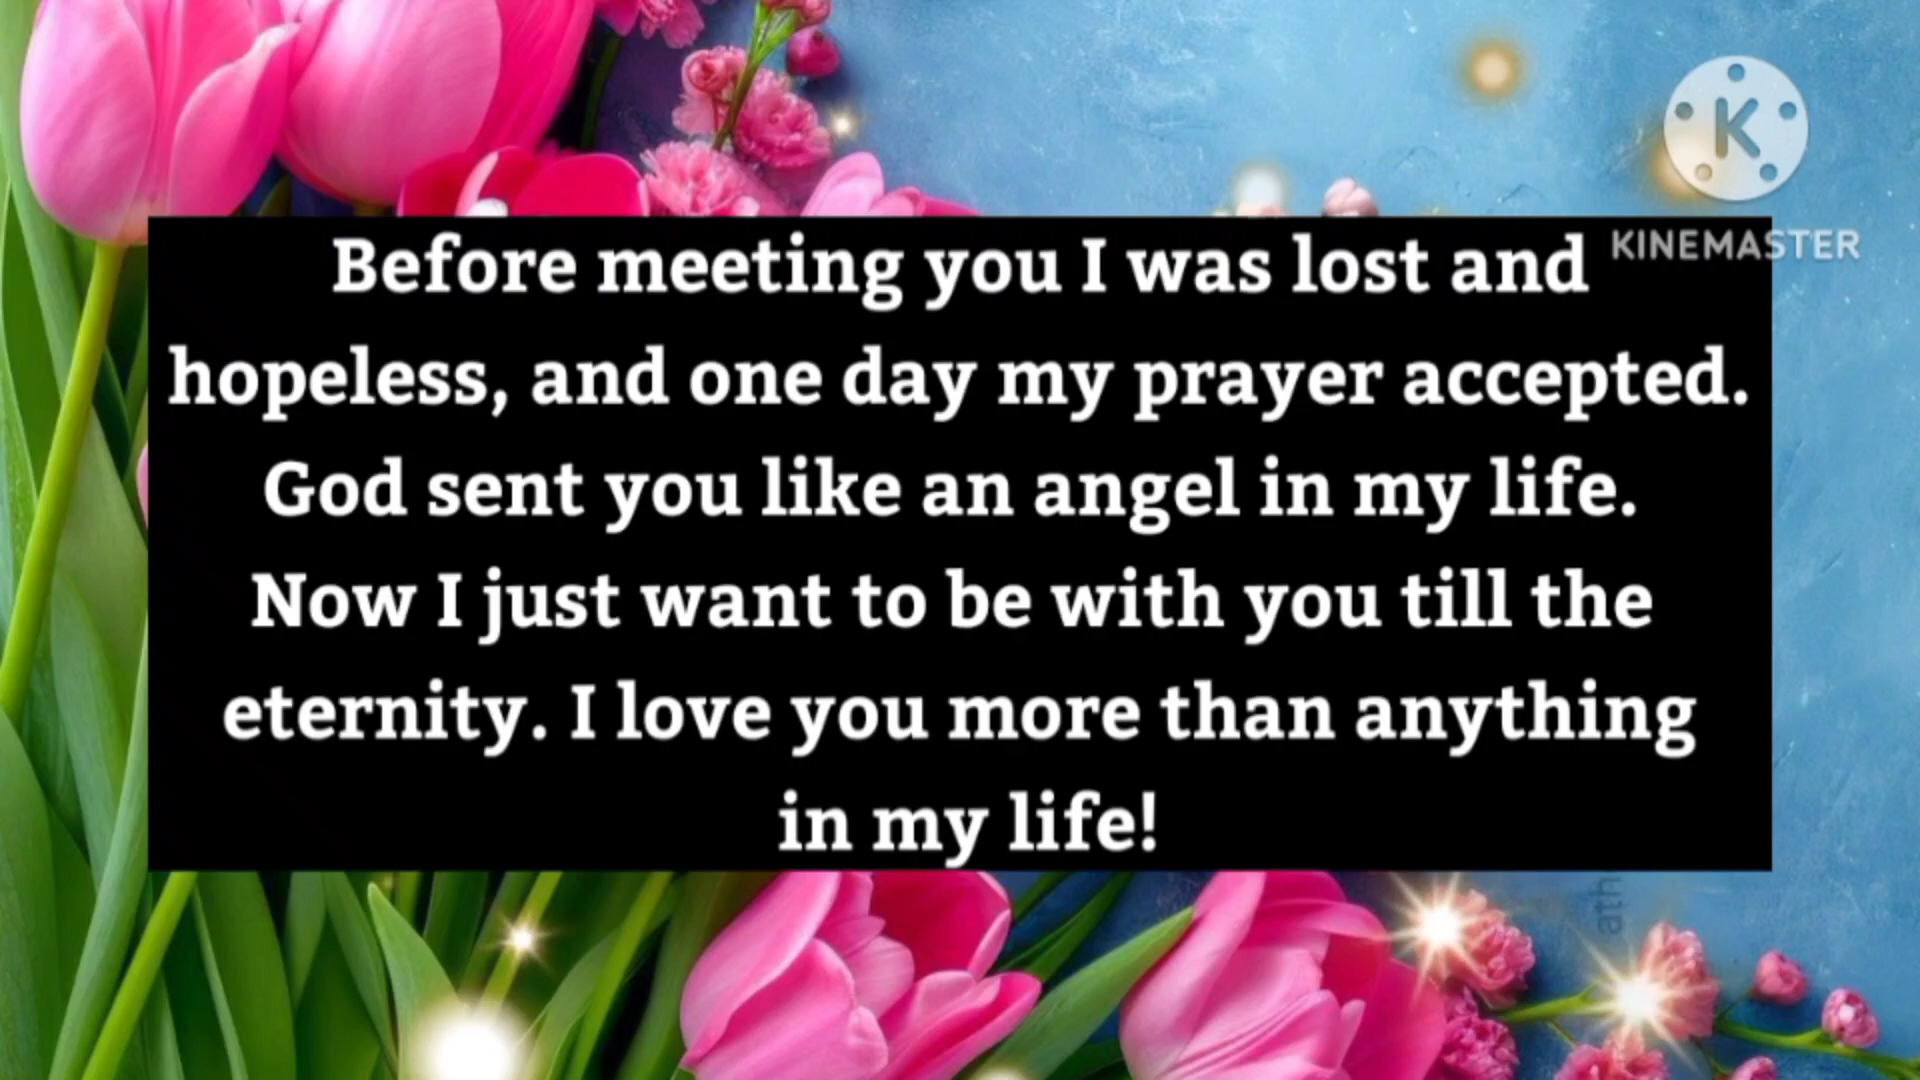 K
KINEMASTER
Before meeting you I was lost and
hopeless, and one day my prayer accepted.
God sent you like an angel in my life.
Now I just want to be with you till the
eternity. I love you more than anything
in my life!
ath